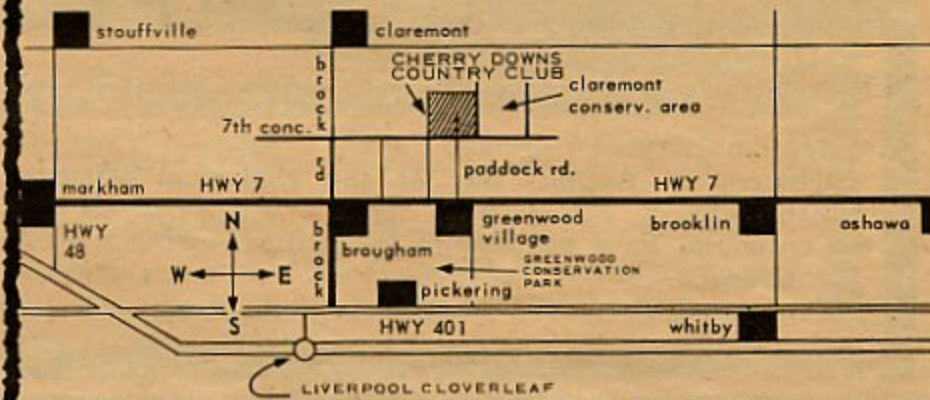 stouffville
claremont
CHERRY DOWNS
COUNTRY CLUB
claremont
conserv. area
brock rd
7th conc.
paddock rd.
markham
HWY 7
HWY 7
HWY
48
N
W E
S
brock
brougham
greenwood
village
brooklin
oshawa
GREENWOOD
CONSERVATION
PARK
pickering
HWY 401
whitby
LIVERPOOL CLOVERLEAF